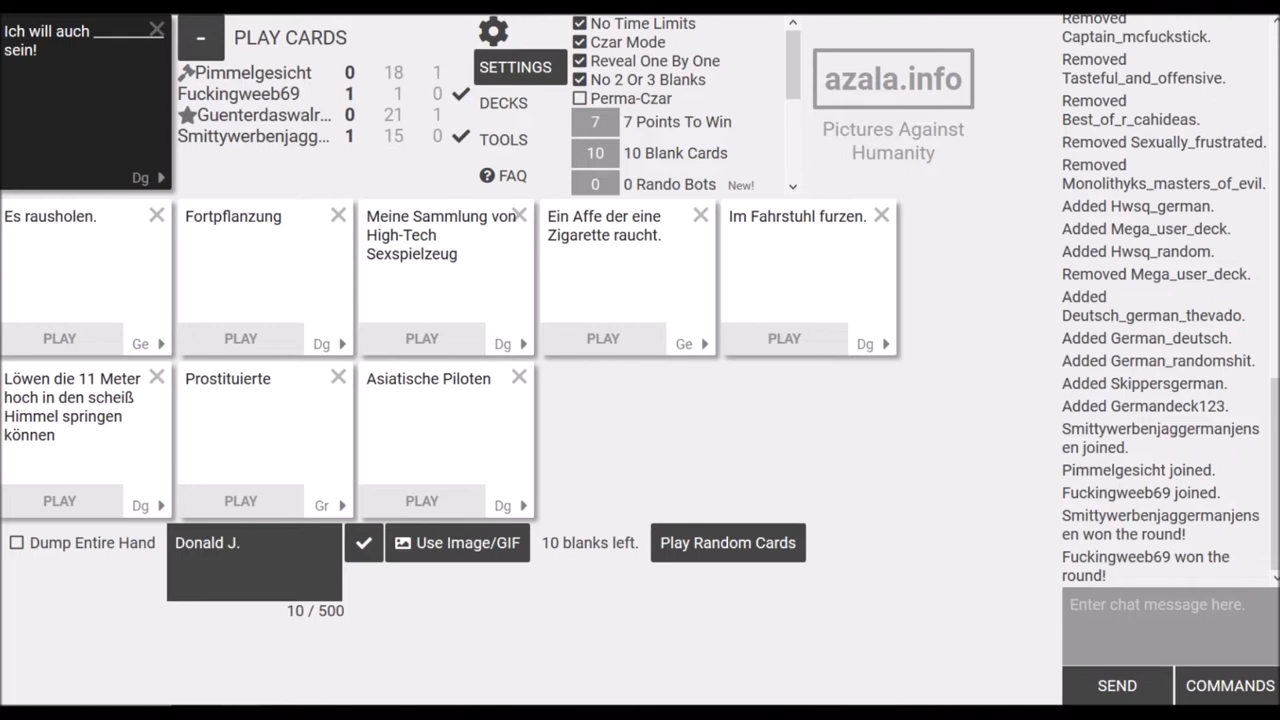 Ich will auch ________
sein!
Dg
-
PLAY CARDS
Pimmelgesicht 0 18 1
Fuckingweeb69 1 1 0
Guenterdaswalr... 0 21 1
Smittywerbenjagg... 1 15 0
SETTINGS
DECKS
TOOLS
FAQ
No Time Limits
Czar Mode
Reveal One By One
No 2 Or 3 Blanks
Perma-Czar
7 7 Points To Win
10 10 Blank Cards
0 0 Rando Bots New!
azala.info
Pictures Against
Humanity
Es rausholen.
PLAY Ge
Fortpflanzung
PLAY Dg
Meine Sammlung von
High-Tech
Sexspielzeug
PLAY Dg
Ein Affe der eine
Zigarette raucht.
PLAY Ge
Im Fahrstuhl furzen.
PLAY Dg
Löwen die 11 Meter
hoch in den scheiß
Himmel springen
können
PLAY Dg
Prostituierte
PLAY Gr
Asiatische Piloten
PLAY Dg
Dump Entire Hand
Donald J.
10 / 500
Use Image/GIF
10 blanks left.
Play Random Cards
Removed
Captain_mcfuckstick.
Removed
Tasteful_and_offensive.
Removed
Best_of_r_cahideas.
Removed Sexually_frustrated.
Removed
Monolithyks_masters_of_evil.
Added Hwsq_german.
Added Mega_user_deck.
Added Hwsq_random.
Removed Mega_user_deck.
Added
Deutsch_german_thevado.
Added German_deutsch.
Added German_randomshit.
Added Skippersgerman.
Added Germandeck123.
Smittywerbenjaggermanjens
en joined.
Pimmelgesicht joined.
Fuckingweeb69 joined.
Smittywerbenjaggermanjens
en won the round!
Fuckingweeb69 won the
round!
Enter chat message here.
SEND
COMMANDS